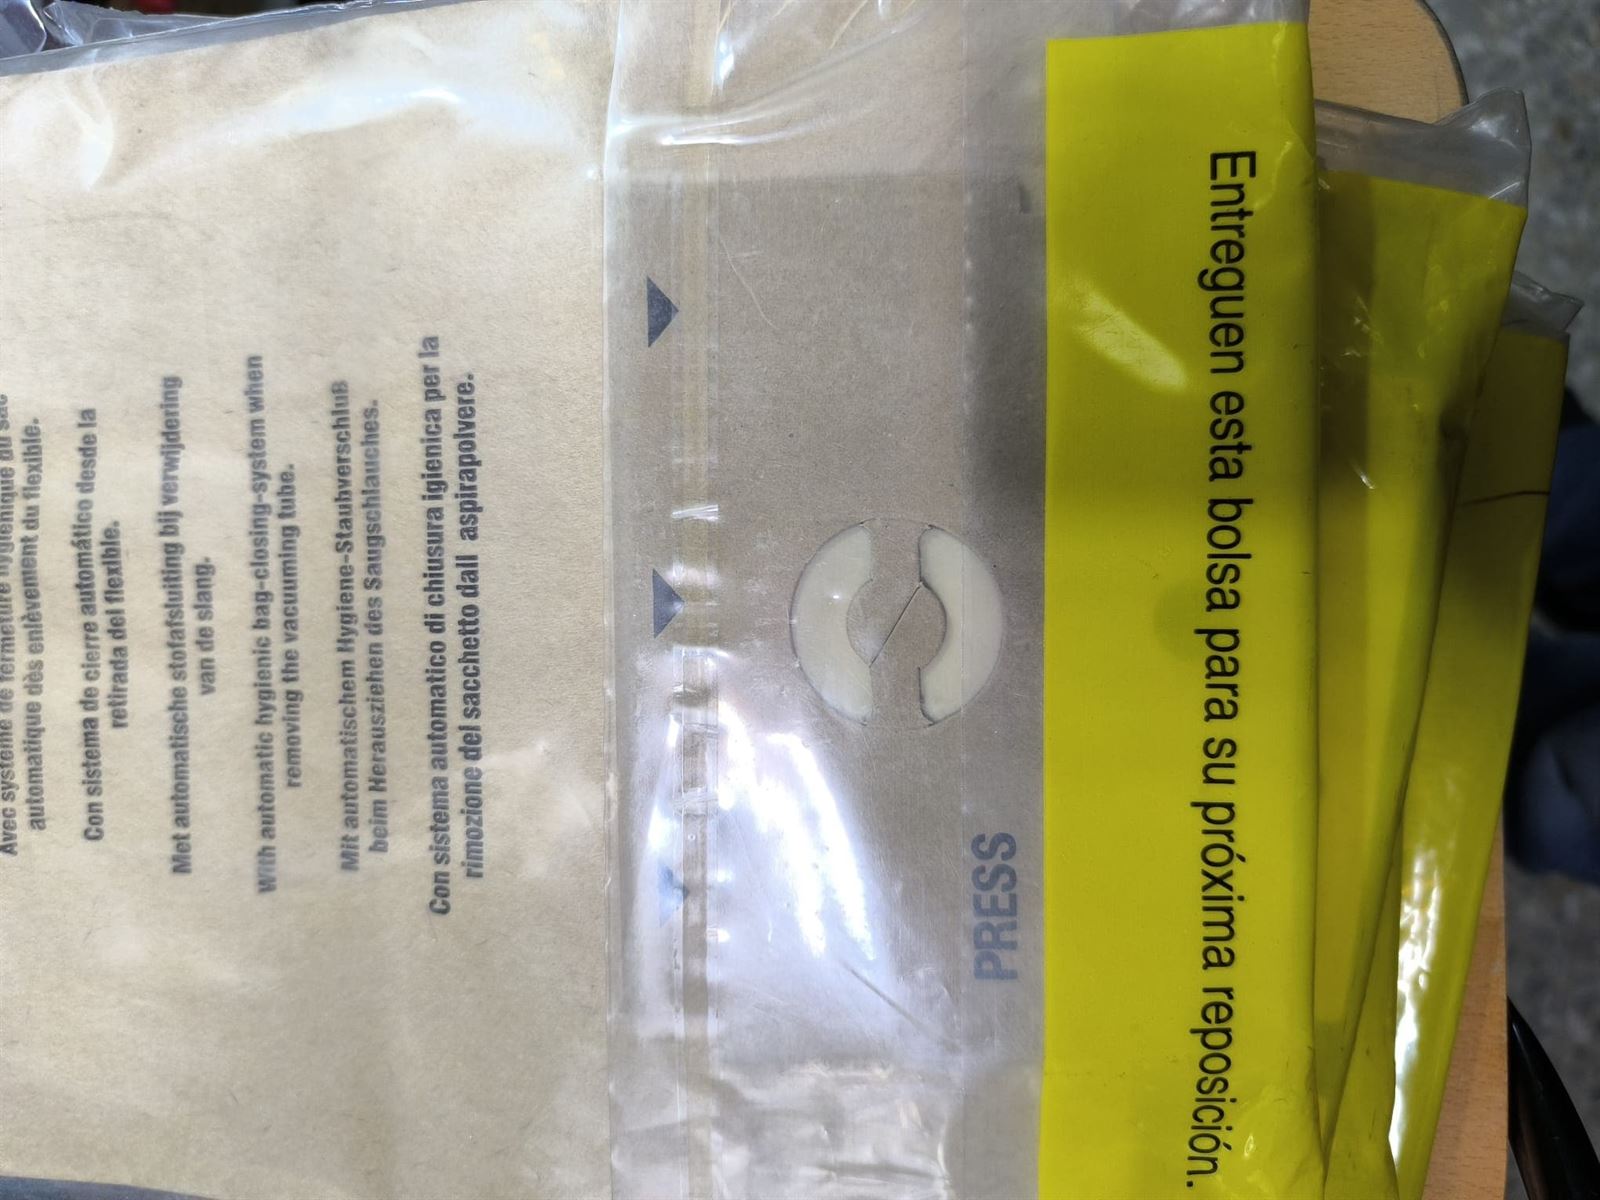 Avec système de fermeture hygiénique du sac
automatique dès enlèvement du flexible.
Con sistema de cierre automático desde la
retirada del flexible.
Met automatische stofafsluiting bij verwijdering
van de slang.
With automatic hygienic bag-closing-system when
removing the vacuuming tube.
Mit automatischem Hygiene-Staubverschluß
beim Herausziehen des Saugschlauches.
Con sistema automatico di chiusura igienica per la
rimozione del sacchetto dall aspirapolvere.
PRESS
Entreguen esta bolsa para su próxima reposición.